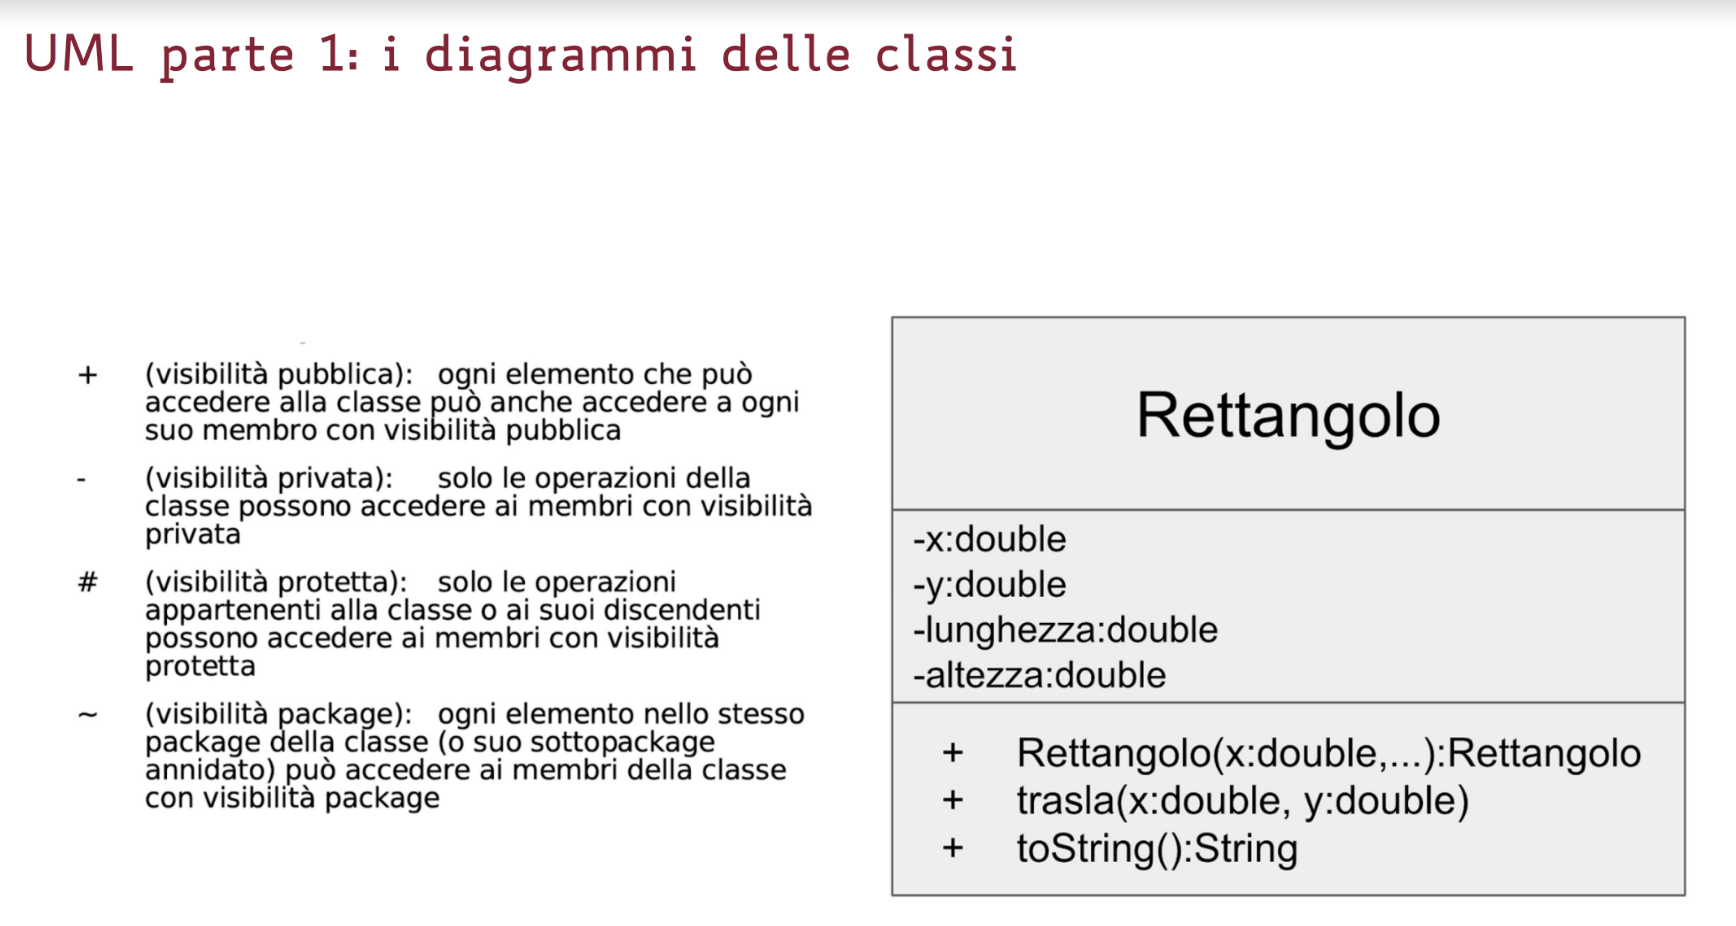 UML parte 1: i diagrammi delle classi
+ (visibilità pubblica): ogni elemento che può
accedere alla classe può anche accedere a ogni
suo membro con visibilità pubblica
- (visibilità privata): solo le operazioni della
classe possono accedere ai membri con visibilità
privata
# (visibilità protetta): solo le operazioni
appartenenti alla classe o ai suoi discendenti
possono accedere ai membri con visibilità
protetta
~ (visibilità package): ogni elemento nello stesso
package della classe (o suo sottopackage
annidato) può accedere ai membri della classe
con visibilità package
Rettangolo
-x:double
-y:double
-lunghezza:double
-altezza:double
+ Rettangolo(x:double,...):Rettangolo
+ trasla(x:double, y:double)
+ toString():String